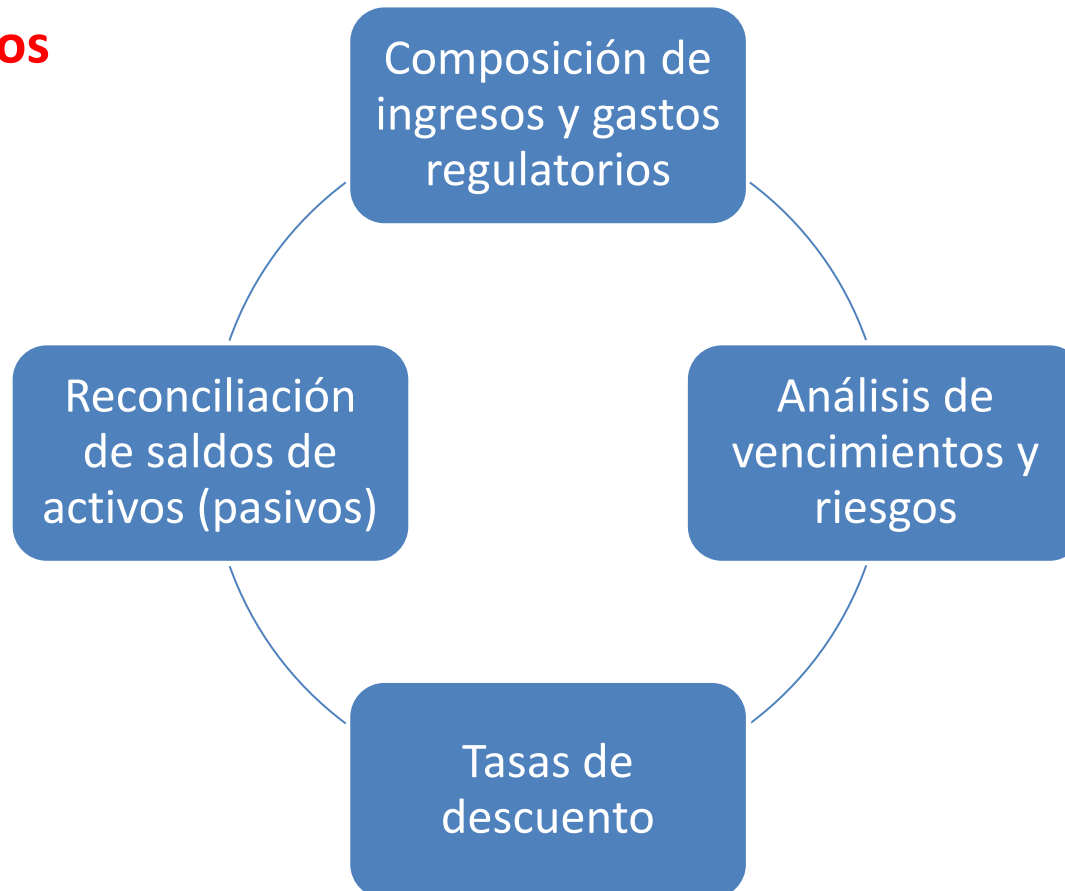 os
Composición de
ingresos y gastos
regulatorios
Reconciliación
de saldos de
activos (pasivos)
Análisis de
vencimientos y
riesgos
Tasas de
descuento